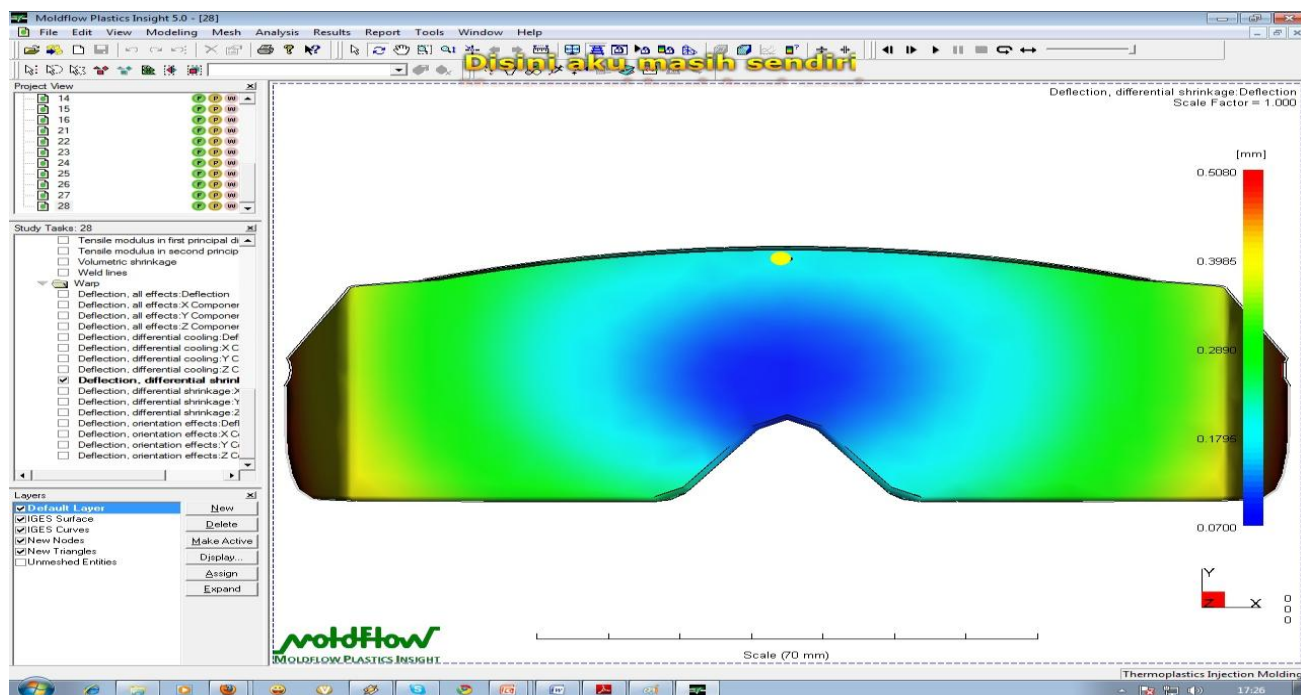 Moldflow Plastics Insight 5.0 - [28]
File Edit View Modeling Mesh Analysis Results Report Tools Window Help
Disini aku masih sendiri
Project View
14
15
16
21
22
23
24
25
26
27
28
Study Tasks: 28
Tensile modulus in first principal di
Tensile modulus in second princip
Volumetric shrinkage
Weld lines
Warp
Deflection, all effects:Deflection
Deflection, all effects:X Componer
Deflection, all effects:Y Componer
Deflection, all effects:Z Componer
Deflection, differential cooling:Def
Deflection, differential cooling:X C
Deflection, differential cooling:Y C
Deflection, differential cooling:Z C
Deflection, differential shrinl
Deflection, differential shrinkage:X
Deflection, differential shrinkage:Y
Deflection, differential shrinkage:Z
Deflection, orientation effects:Defl
Deflection, orientation effects:X C
Deflection, orientation effects:Y C
Deflection, orientation effects:Z C
Layers
Default Layer
IGES Surface
IGES Curves
New Nodes
New Triangles
Unmeshed Entities
New
Delete
Make Active
Display...
Assign
Expand
Deflection, differential shrinkage:Deflection
Scale Factor = 1.000
[mm]
0.5080
0.3985
0.2890
0.1795
0.0700
Y
Z X
0
0
0
moldflow
MOLDFLOW PLASTICS INSIGHT
Scale (70 mm)
Thermoplastics Injection Molding
17:26